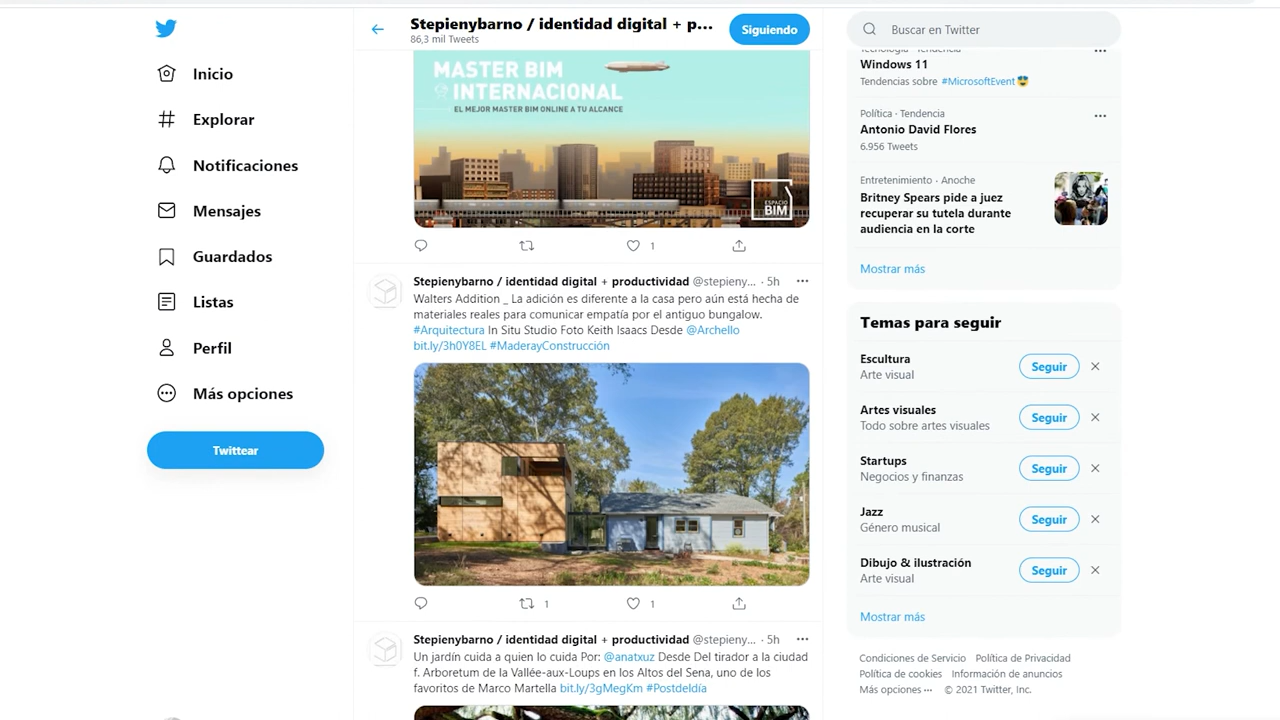 Inicio
Explorar
Notificaciones
Mensajes
Guardados
Listas
Perfil
Más opciones
Twittear
Stepienybarno / identidad digital + p...
86,3 mil Tweets
Siguiendo
MASTER BIM
INTERNACIONAL
EL MEJOR MASTER BIM ONLINE A TU ALCANCE
ESPACIO
BIM
1
Stepienybarno / identidad digital + productividad @stepieny... · 5h
Walters Addition _ La adición es diferente a la casa pero aún está hecha de
materiales reales para comunicar empatía por el antiguo bungalow.
#Arquitectura In Situ Studio Foto Keith Isaacs Desde @Archello
bit.ly/3h0Y8EL #MaderayConstrucción
1 1
Stepienybarno / identidad digital + productividad @stepieny... · 5h
Un jardín cuida a quien lo cuida Por: @anatxuz Desde Del tirador a la ciudad
f. Arboretum de la Vallée-aux-Loups en los Altos del Sena, uno de los
favoritos de Marco Martella bit.ly/3gMegKm #Postdeldía
Buscar en Twitter
Tecnología · Tendencia
Windows 11
Tendencias sobre #MicrosoftEvent
Política · Tendencia
Antonio David Flores
6.956 Tweets
Entretenimiento · Anoche
Britney Spears pide a juez
recuperar su tutela durante
audiencia en la corte
Mostrar más
Temas para seguir
Escultura
Arte visual
Seguir
Artes visuales
Todo sobre artes visuales
Seguir
Startups
Negocios y finanzas
Seguir
Jazz
Género musical
Seguir
Dibujo & ilustración
Arte visual
Seguir
Mostrar más
Condiciones de Servicio Política de Privacidad
Política de cookies Información de anuncios
Más opciones ··· © 2021 Twitter, Inc.